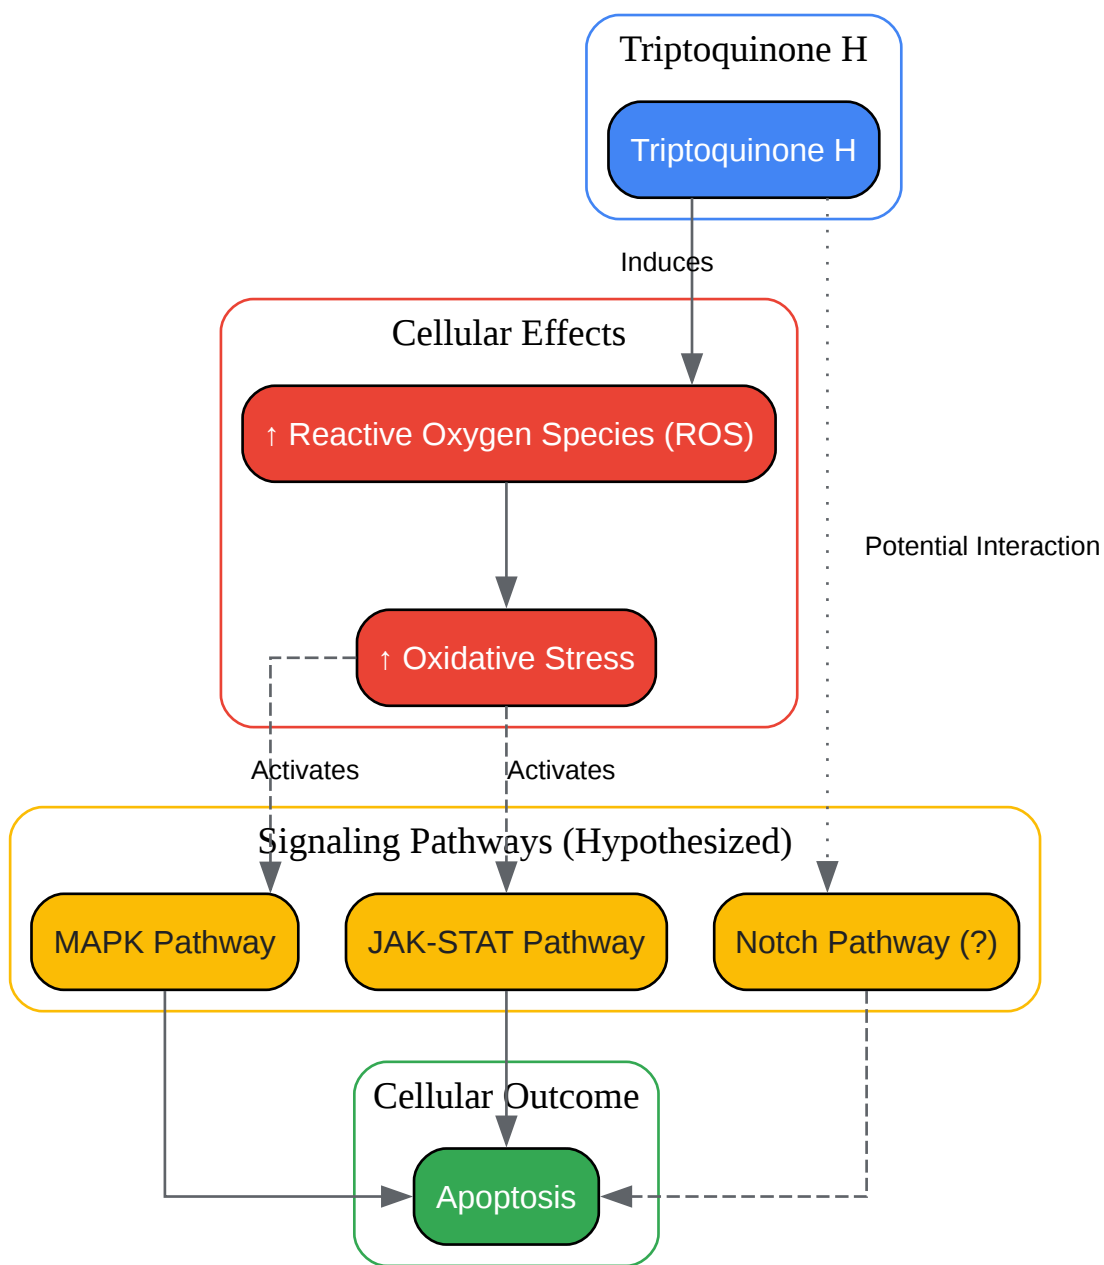 Triptoquinone H
Triptoquinone H
Induces
Cellular Effects
↑ Reactive Oxygen Species (ROS)
Potential Interaction
↑ Oxidative Stress
Activates
Activates
Signaling Pathways (Hypothesized)
MAPK Pathway
JAK-STAT Pathway
Notch Pathway (?)
Cellular Outcome
Apoptosis